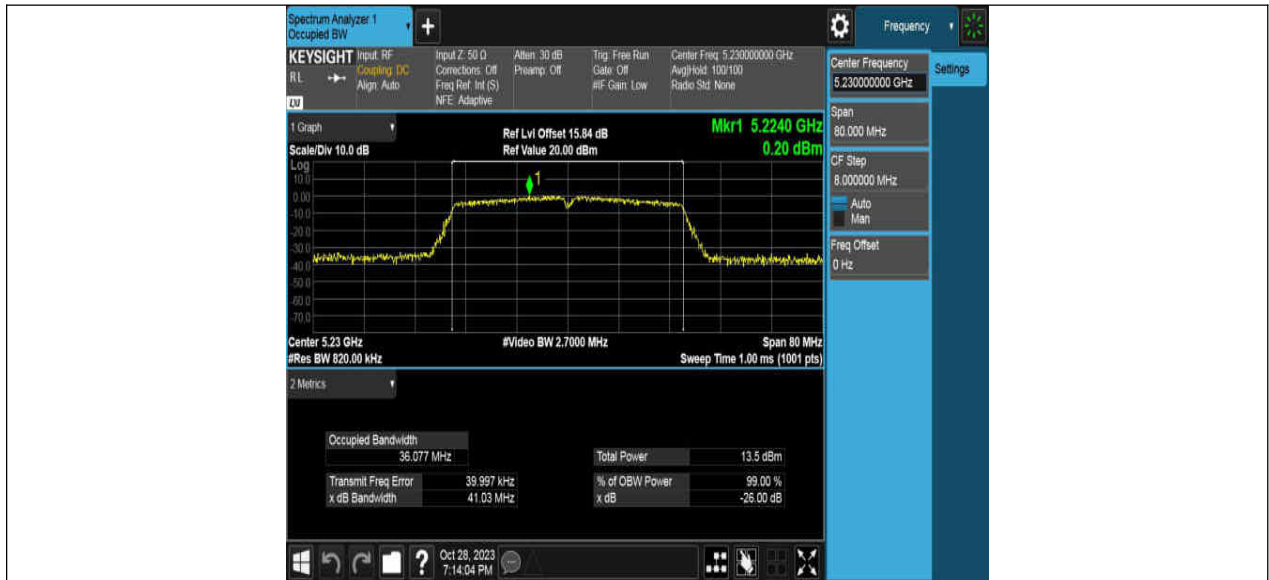 Spectrum Analyzer 1
Occupied BW
+
Frequency
KEYSIGHT
RL
LXI
Input: RF
Coupling: DC
Align: Auto
Input Z: 50 Ω
Corrections: Off
Freq Ref: Int (S)
NFE: Adaptive
Atten: 30 dB
Preamp: Off
Trig: Free Run
Gate: Off
#IF Gain: Low
Center Freq: 5.230000000 GHz
Avg|Hold: 100/100
Radio Std: None
Center Frequency
5.230000000 GHz
Settings
Span
80.000 MHz
CF Step
8.000000 MHz
Auto
Man
Freq Offset
0 Hz
1 Graph
Scale/Div 10.0 dB
Ref Lvl Offset 15.84 dB
Ref Value 20.00 dBm
Mkr1 5.2240 GHz
0.20 dBm
Log
10.0
0.00
-10.0
-20.0
-30.0
-40.0
-50.0
-60.0
-70.0
1
Center 5.23 GHz
#Video BW 2.7000 MHz
Span 80 MHz
#Res BW 820.00 kHz
Sweep Time 1.00 ms (1001 pts)
2 Metrics
Occupied Bandwidth
36.077 MHz
Total Power 13.5 dBm
Transmit Freq Error 39.997 kHz
% of OBW Power 99.00 %
x dB Bandwidth 41.03 MHz
x dB -26.00 dB
?
Oct 28, 2023
7:14:04 PM